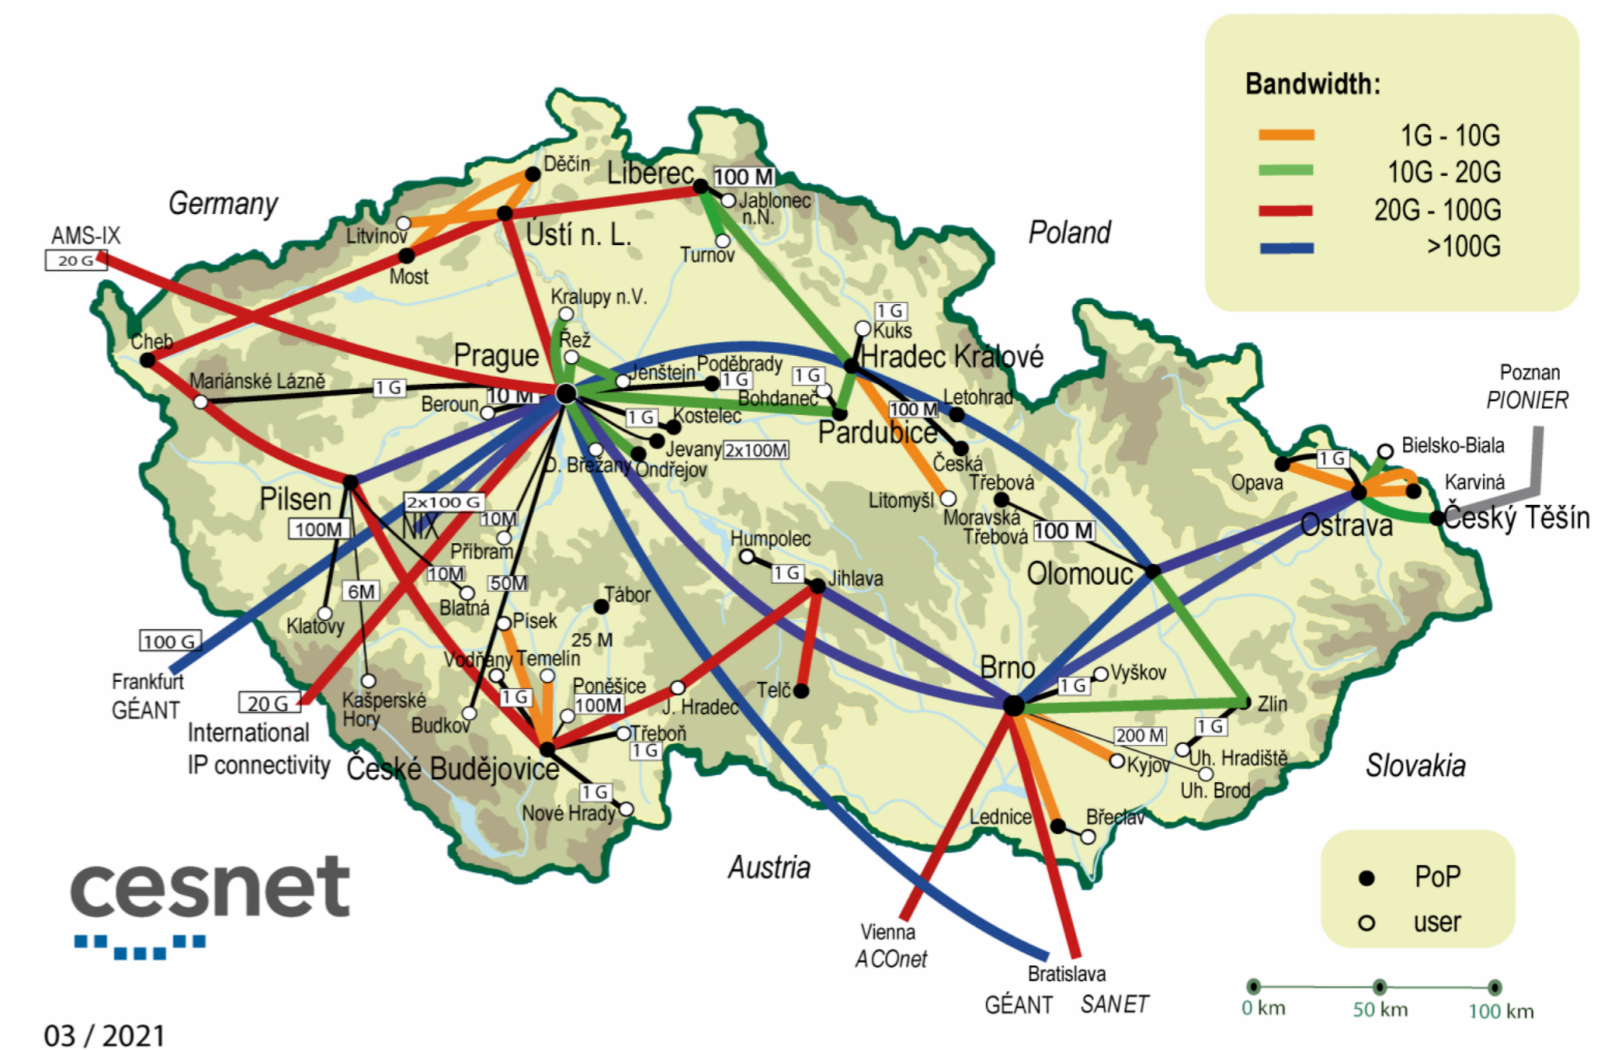 Bandwidth:
1G - 10G
10G - 20G
20G - 100G
>100G
Germany
Poland
Slovakia
Austria
AMS-IX
20 G
Děčín
Liberec
100 M
Jablonec
n.N.
Litvínov
Ústí n. L.
Most
Turnov
Kralupy n.V.
Řež
Cheb
Prague
Jenštejn
Poděbrady
1 G
1 G
Kuks
Hradec Králové
Mariánské Lázně
1 G
Beroun
10 M
1 G
Bohdaneč
1 G
Kostelec
100 M
Letohrad
Pardubice
Jevany
2x100M
D. Břežany
Ondřejov
Česká
Třebová
Litomyšl
Moravská
Třebová
100 M
Poznan
PIONIER
Bielsko-Biala
1 G
Opava
Karviná
Ostrava
Český Těšín
Pilsen
2x100 G
NIX
100M
10M
Příbram
Humpolec
1 G
Jihlava
Olomouc
10M
50M
6M
Blatná
Tábor
Klatovy
Písek
25 M
100 G
Frankfurt
GÉANT
Vodňany
Temelín
Brno
Vyškov
1 G
Kašperské
Hory
1 G
Poněšice
100M
Telč
J. Hradec
Zlín
20 G
International
IP connectivity
Budkov
Třeboň
1 G
České Budějovice
200 M
1 G
Kyjov
Uh. Hradiště
Uh. Brod
1 G
Nové Hrady
Lednice
Břeclav
cesnet
Vienna
ACOnet
Bratislava
GÉANT
SANET
PoP
user
0 km
50 km
100 km
03 / 2021